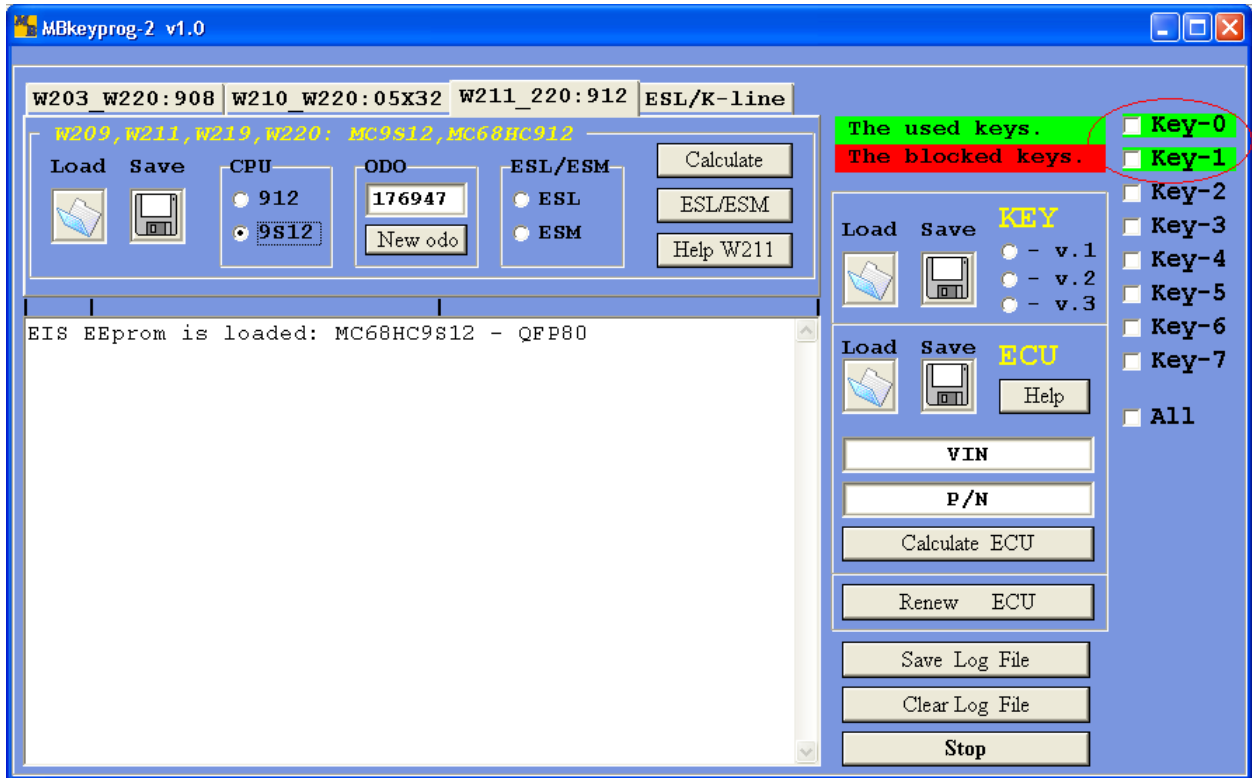 MBkeyprog-2 v1.0
W203_W220:908 W210_W220:05X32 W211_220:912 ESL/K-line
W209,W211,W219,W220: MC9S12,MC68HC912
Load Save CPU ODO ESL/ESM Calculate
912 176947 ESL ESL/ESM
9S12 New odo ESM Help W211
EIS EEprom is loaded: MC68HC9S12 - QFP80
The used keys.
The blocked keys.
KEY
Load Save
- v.1
- v.2
- v.3
Load Save ECU
Help
VIN
P/N
Calculate ECU
Renew ECU
Save Log File
Clear Log File
Stop
Key-0
Key-1
Key-2
Key-3
Key-4
Key-5
Key-6
Key-7
All